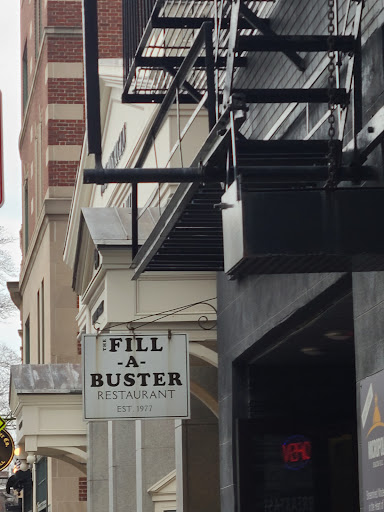 THE FILL
-A-
BUSTER
RESTAURANT
EST 1977